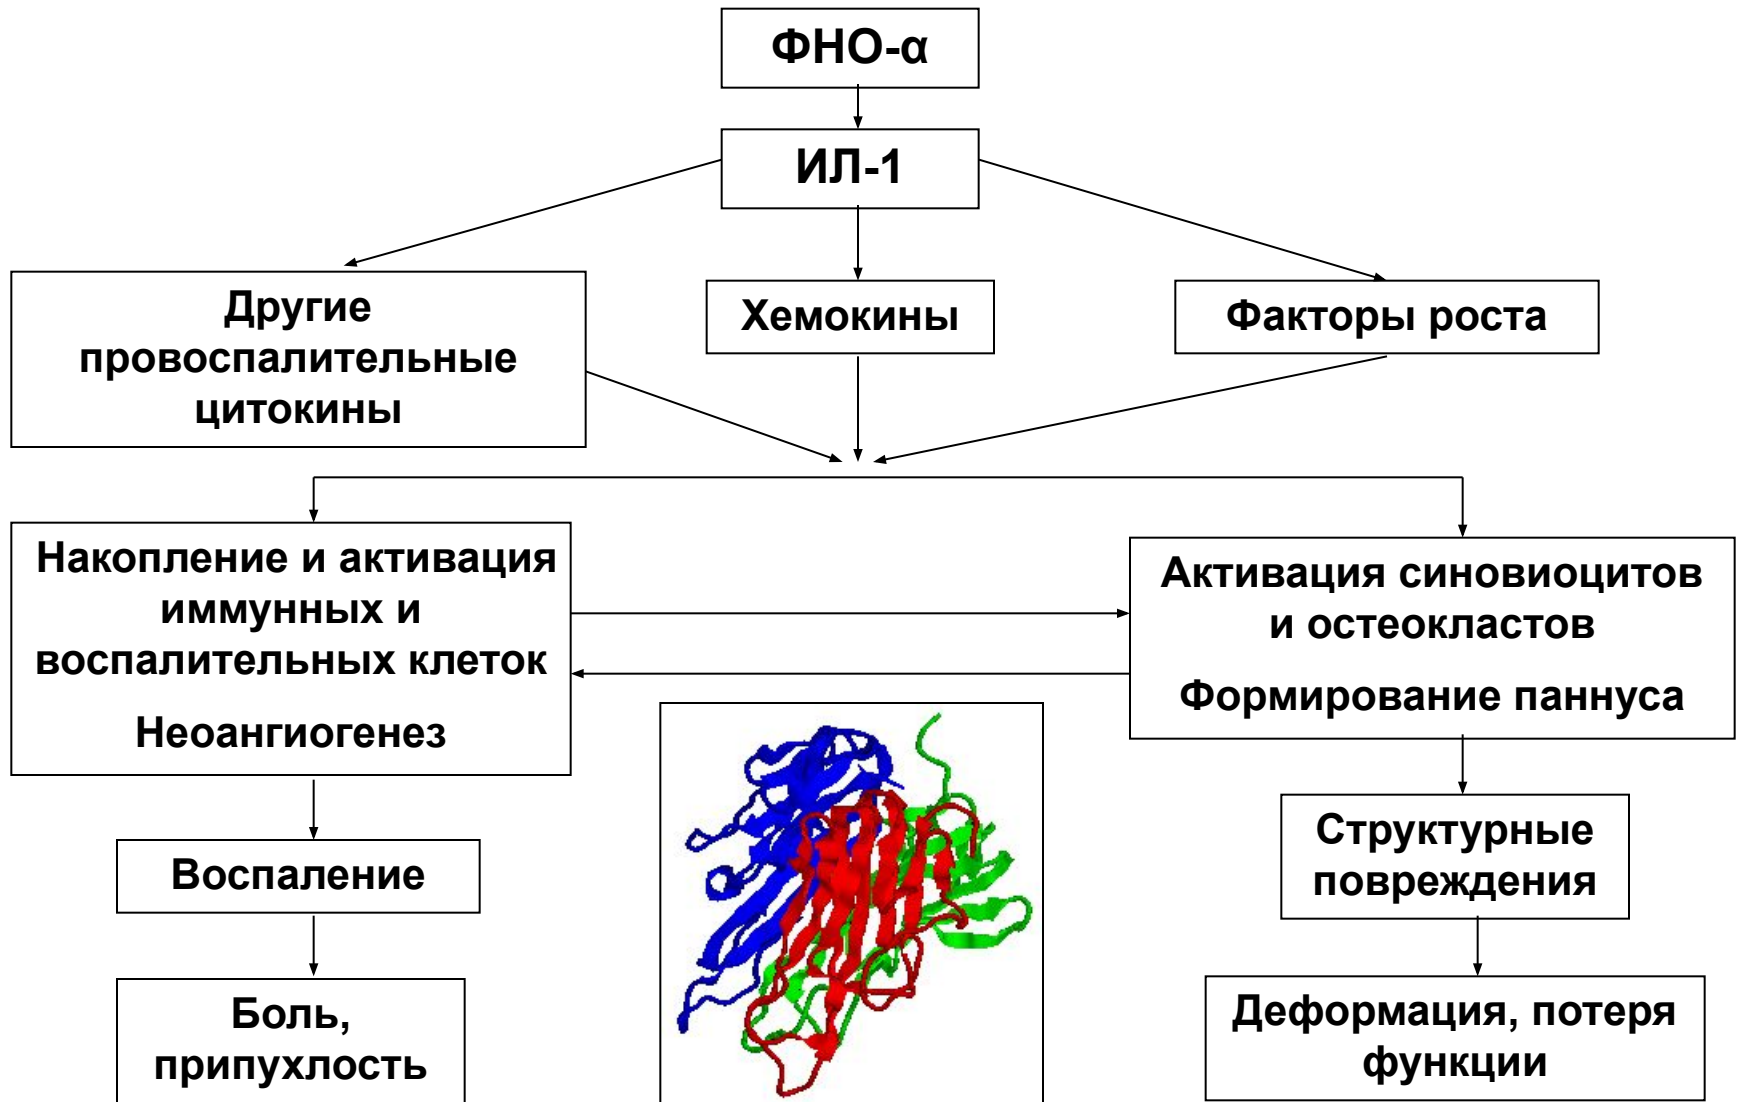 ФНО-α
ИЛ-1
Другие
провоспалительные
цитокины
Хемокины
Факторы роста
Накопление и активация
иммунных и
воспалительных клеток
Неоангиогенез
Активация синовиоцитов
и остеокластов
Формирование паннуса
Воспаление
Структурные
повреждения
Боль,
припухлость
Деформация, потеря
функции